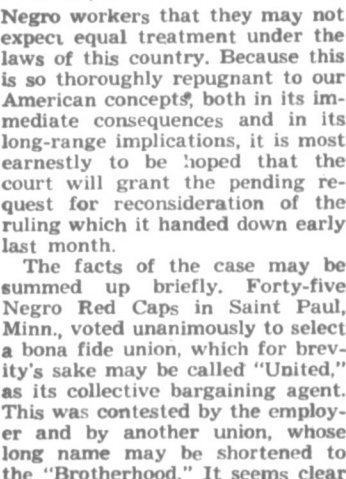 Negro workers that they may not
expect equal treatment under the
laws of this country. Because this
is so thoroughly repugnant to our
American concepts, both in its im-
mediate consequences and in its
long-range implications, it is most
earnestly to be hoped that the
court will grant the pending re-
quest for reconsideration of the
ruling which it handed down early
last month.
The facts of the case may be
summed up briefly. Forty-five
Negro Red Caps in Saint Paul,
Minn., voted unanimously to select
a bona fide union, which for brev-
ity's sake may be called "United,"
as its collective bargaining agent.
This was contested by the employ-
er and by another union, whose
long name may be shortened to
the "Brotherhood." It seems clear